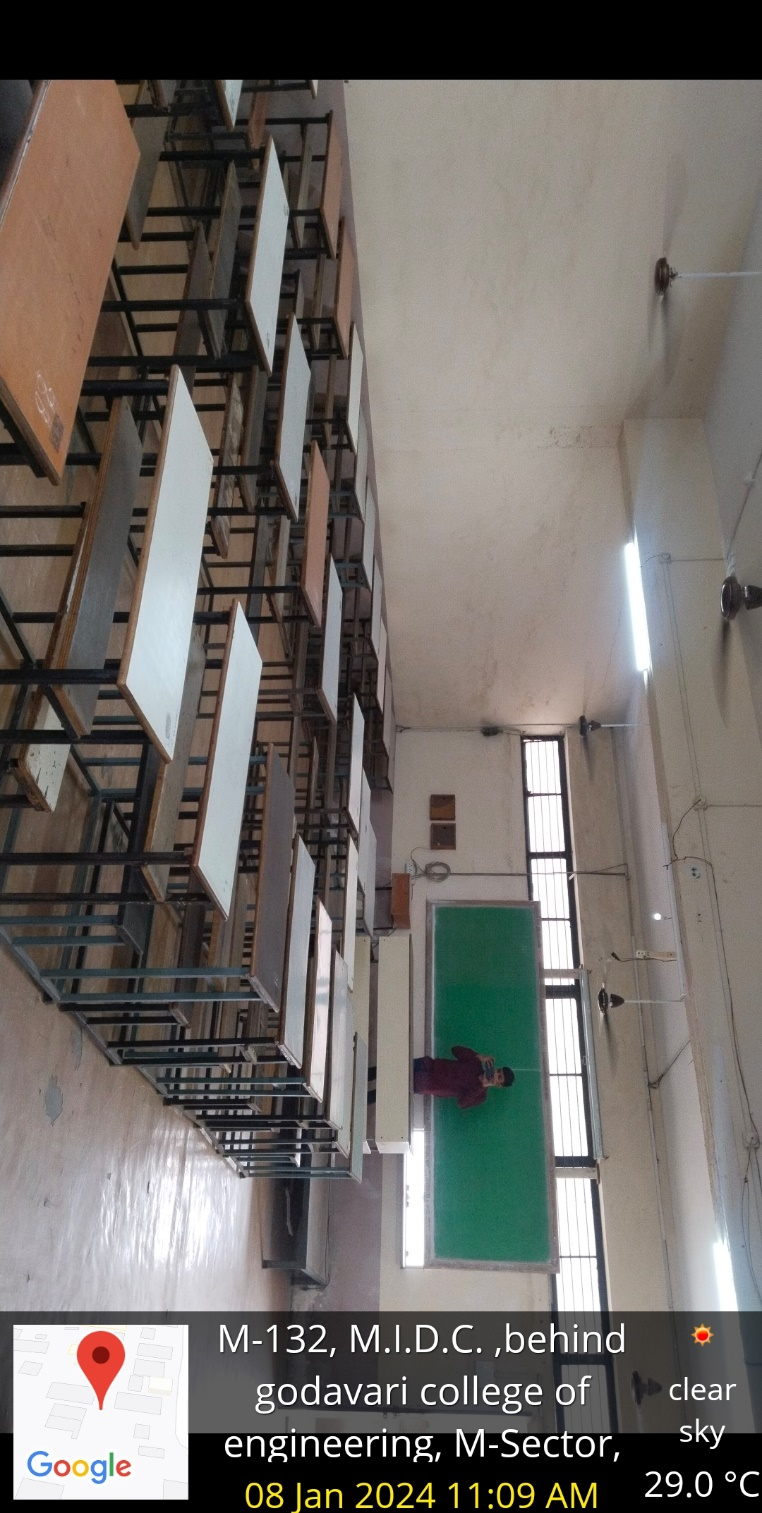 M-132, M.I.D.C. ,behind
godavari college of
engineering, M-Sector,
08 Jan 2024 11:09 AM
clear
sky
29.0 °C
Google